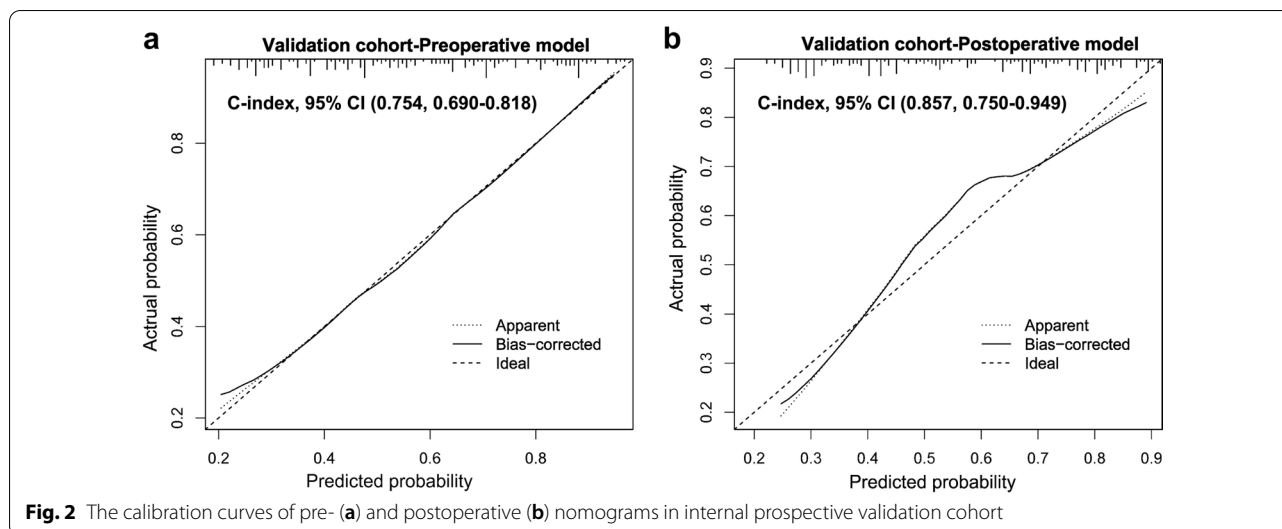 a
Validation cohort-Preoperative model
C-index, 95% CI (0.754, 0.690-0.818)
Actrual probability
0.8
0.6
0.4
0.2
Apparent
Bias-corrected
Ideal
0.2 0.4 0.6 0.8
Predicted probability
b
Validation cohort-Postoperative model
C-index, 95% CI (0.857, 0.750-0.949)
Actrual probability
0.9
0.8
0.7
0.6
0.5
0.4
0.3
0.2
Apparent
Bias-corrected
Ideal
0.2 0.3 0.4 0.5 0.6 0.7 0.8 0.9
Predicted probability
Fig. 2 The calibration curves of pre- (a) and postoperative (b) nomograms in internal prospective validation cohort